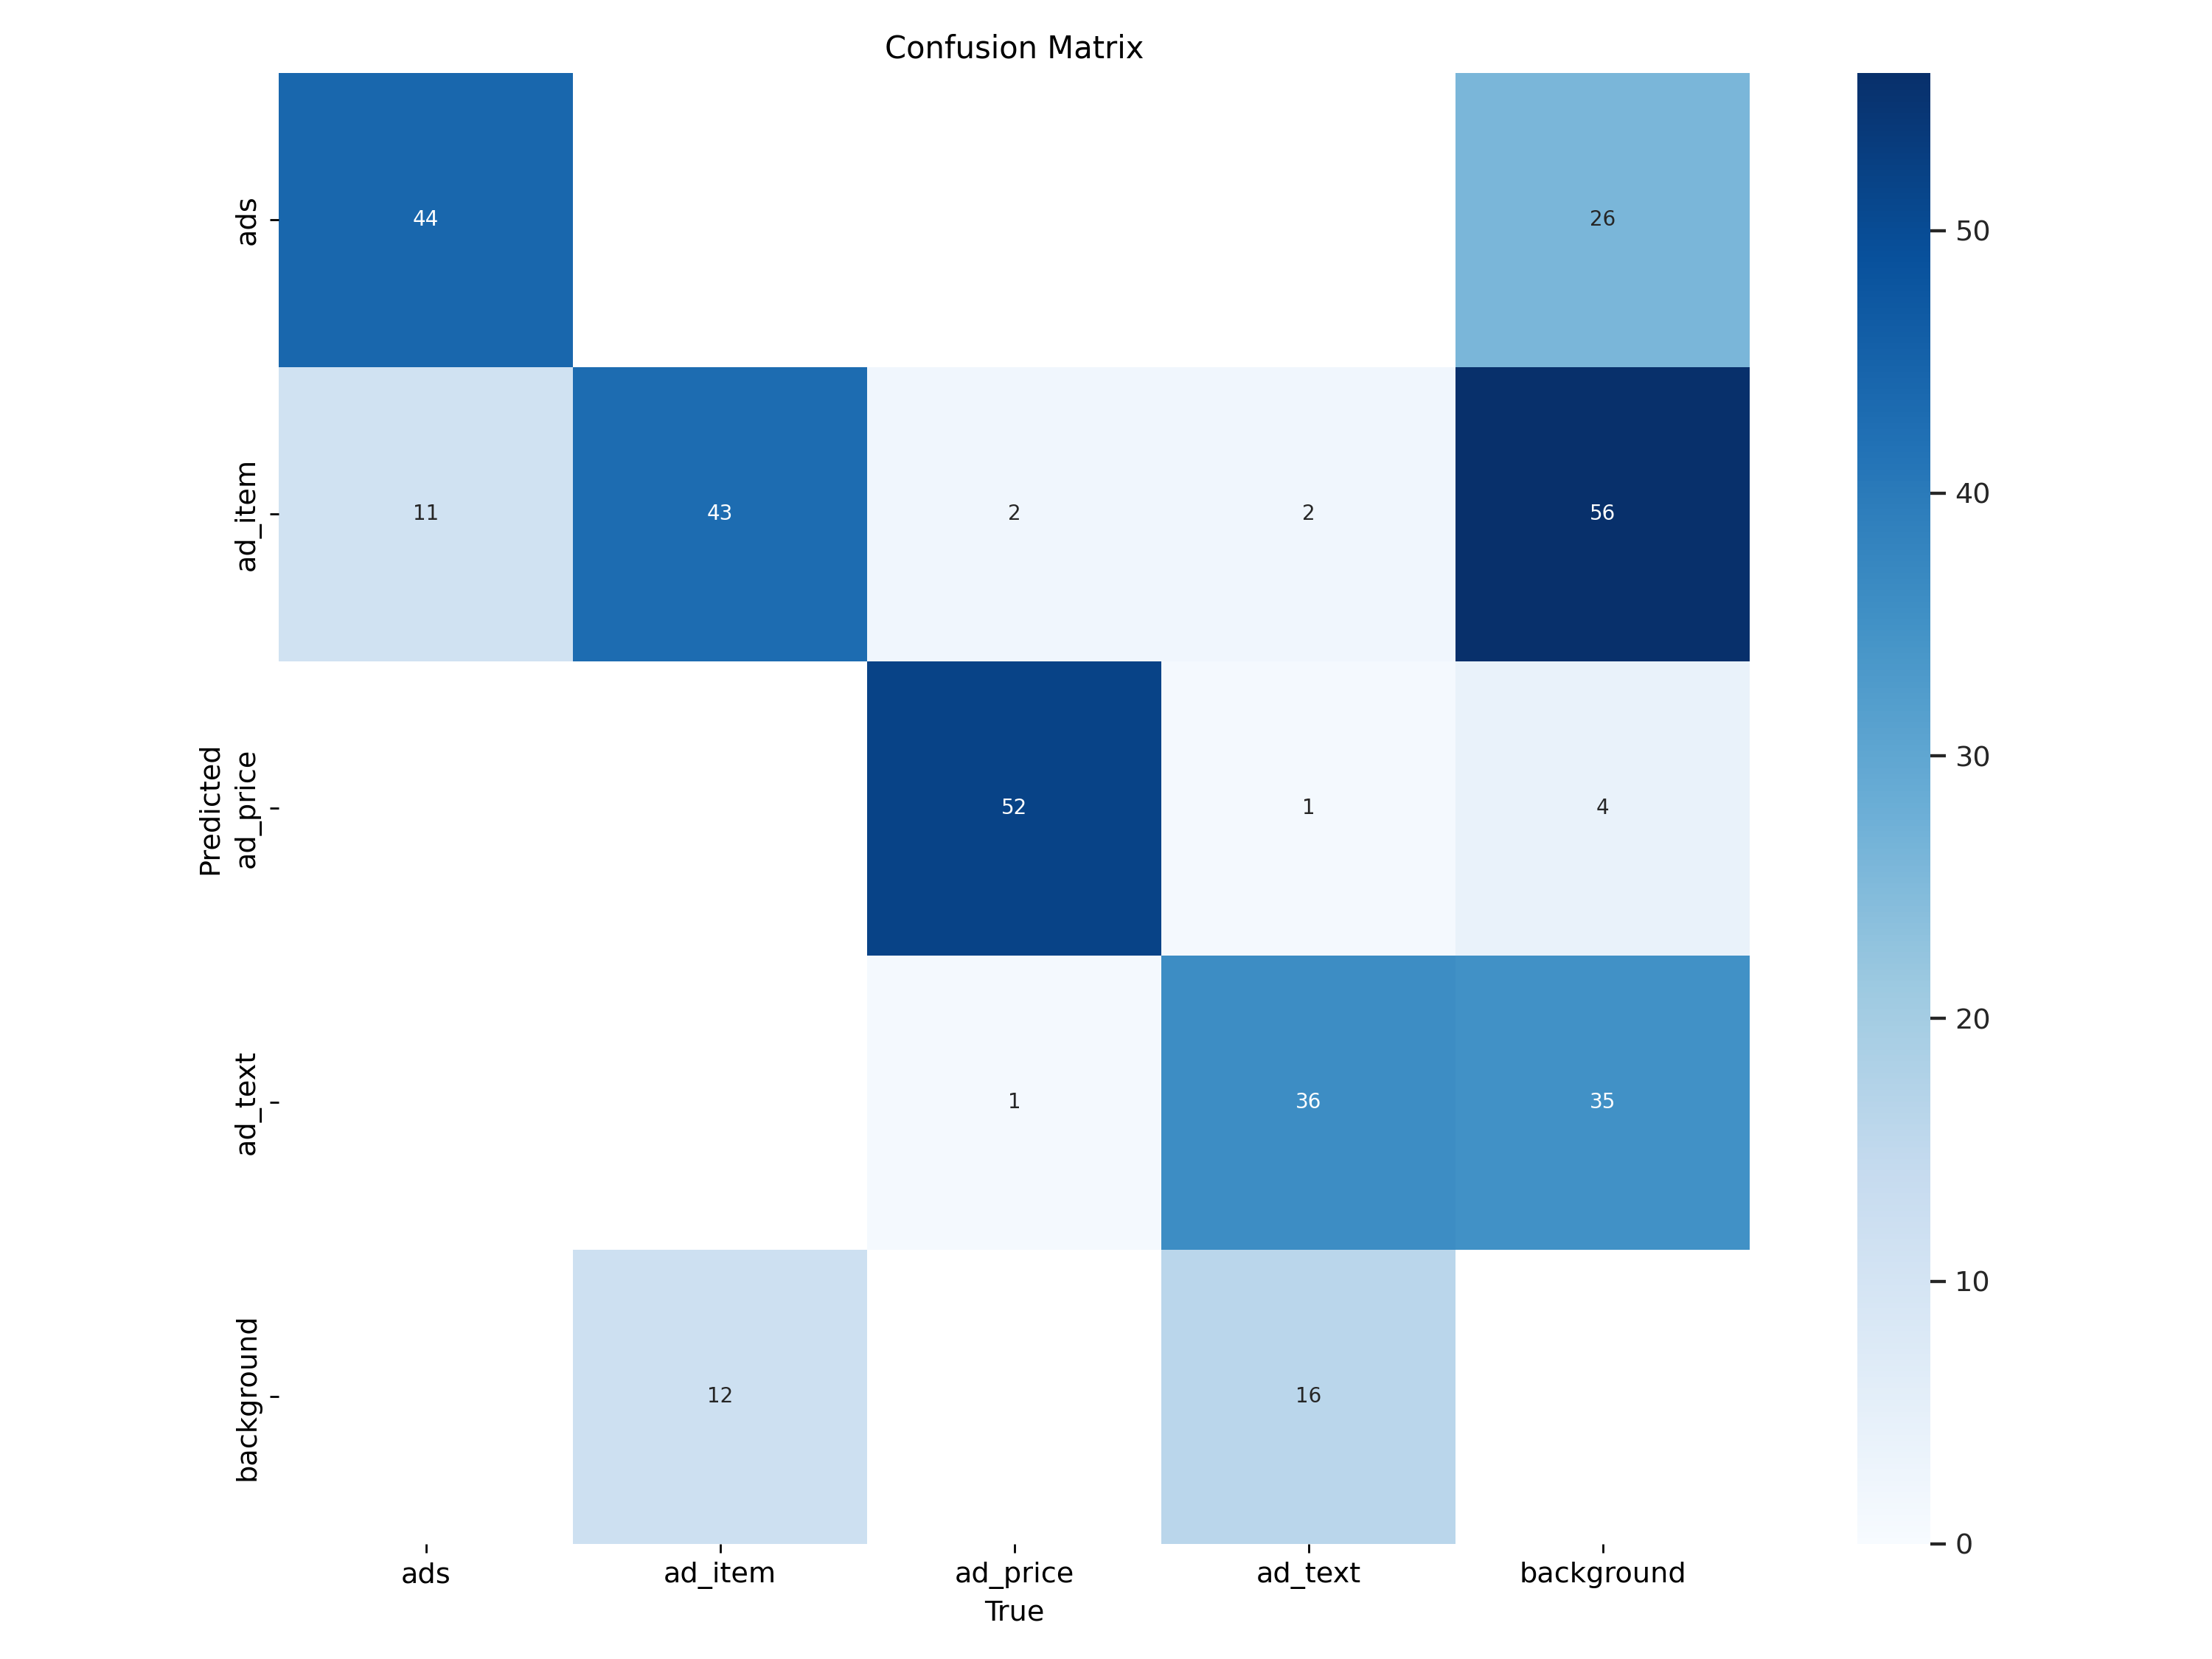 Confusion Matrix
Predicted
ads
44
26
50
ad_item
11
43
2
2
56
40
ad_price
52
1
4
30
ad_text
1
36
35
20
background
12
16
10
0
ads
ad_item
ad_price
ad_text
background
True